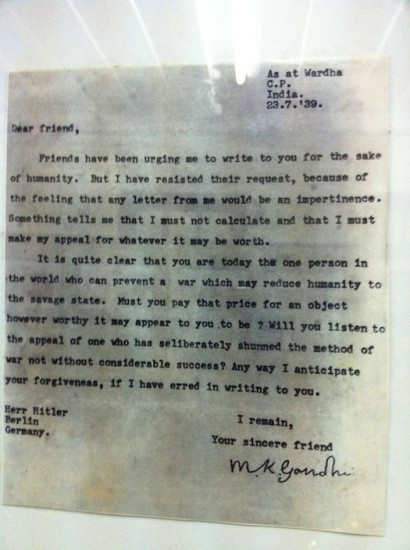 As at Wardha
C.P.
India.
23.7.'39.
Dear friend,
Friends have been urging me to write to you for the sake
of humanity. But I have resisted their request, because of
the feeling that any letter from me would be an impertinence.
Something tells me that I must not calculate and that I must
make my appeal for whatever it may be worth.
It is quite clear that you are today the one person in
the world who can prevent a war which may reduce humanity to
the savage state. Must you pay that price for an object
however worthy it may appear to you to be ? Will you listen to
the appeal of one who has seliberately shunned the method of
war not without considerable success? Any way I anticipate
your forgiveness, if I have erred in writing to you.
Herr Hitler
Berlin
Germany.
I remain,
Your sincere friend
M.K.Gandhi